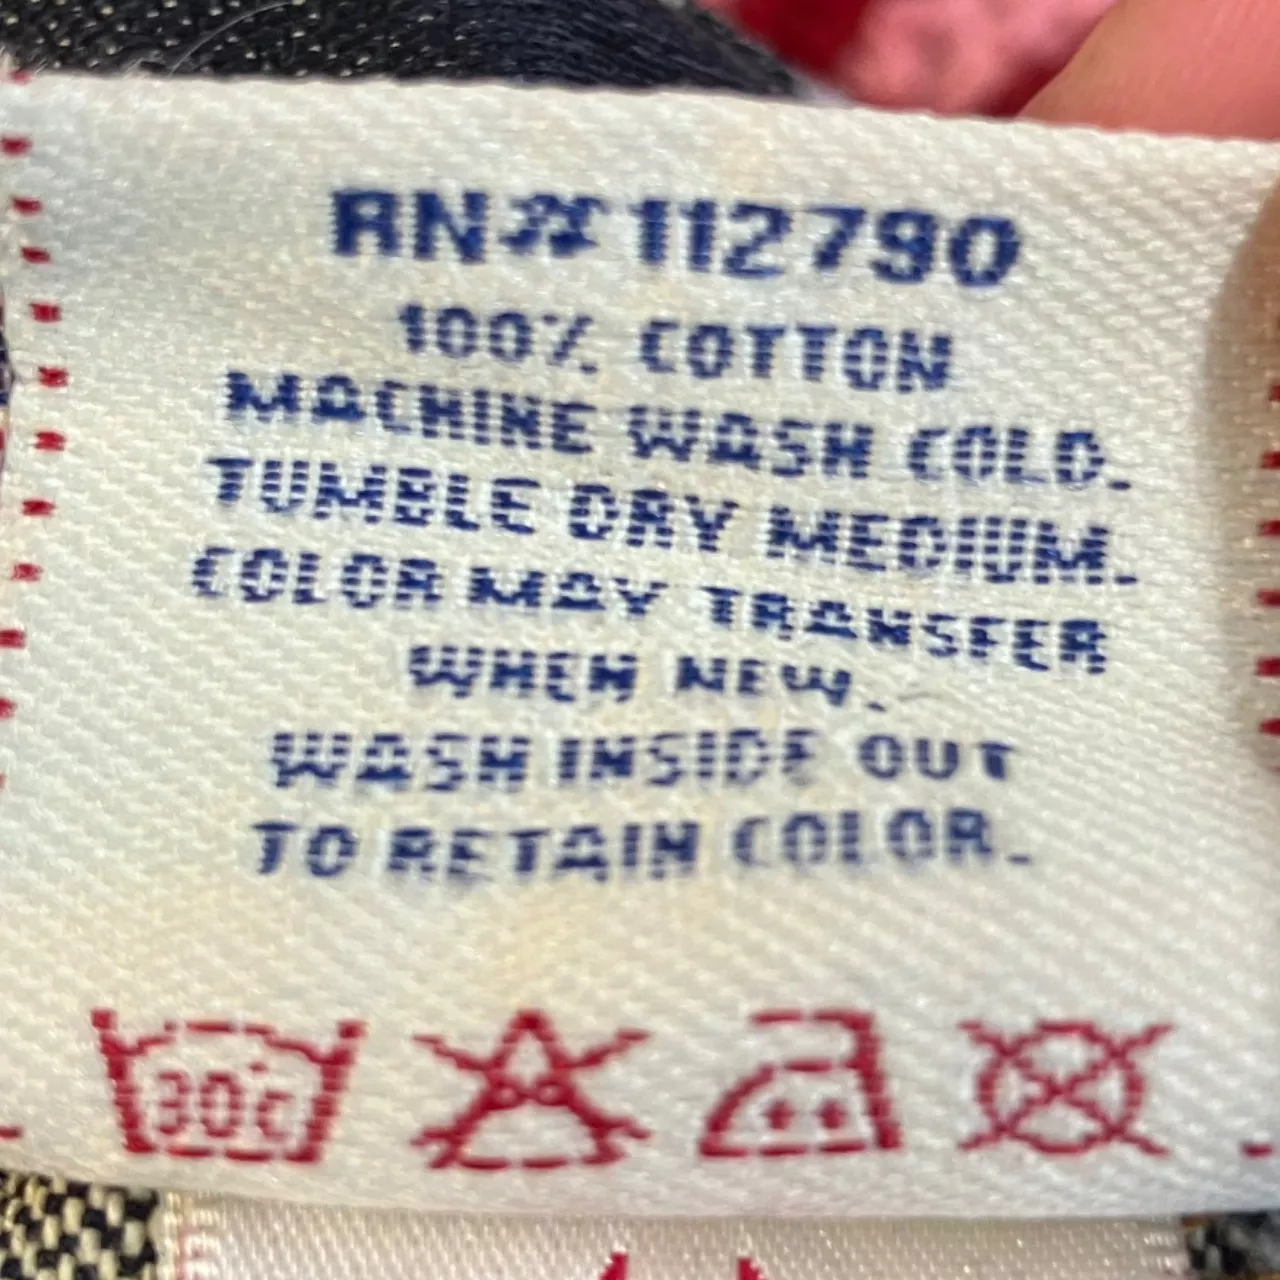 RN# 112790
100% COTTON
MACHINE WASH COLD.
TUMBLE DRY MEDIUM.
COLOR MAY TRANSFER
WHEN NEW.
WASH INSIDE OUT
TO RETAIN COLOR.
30°C